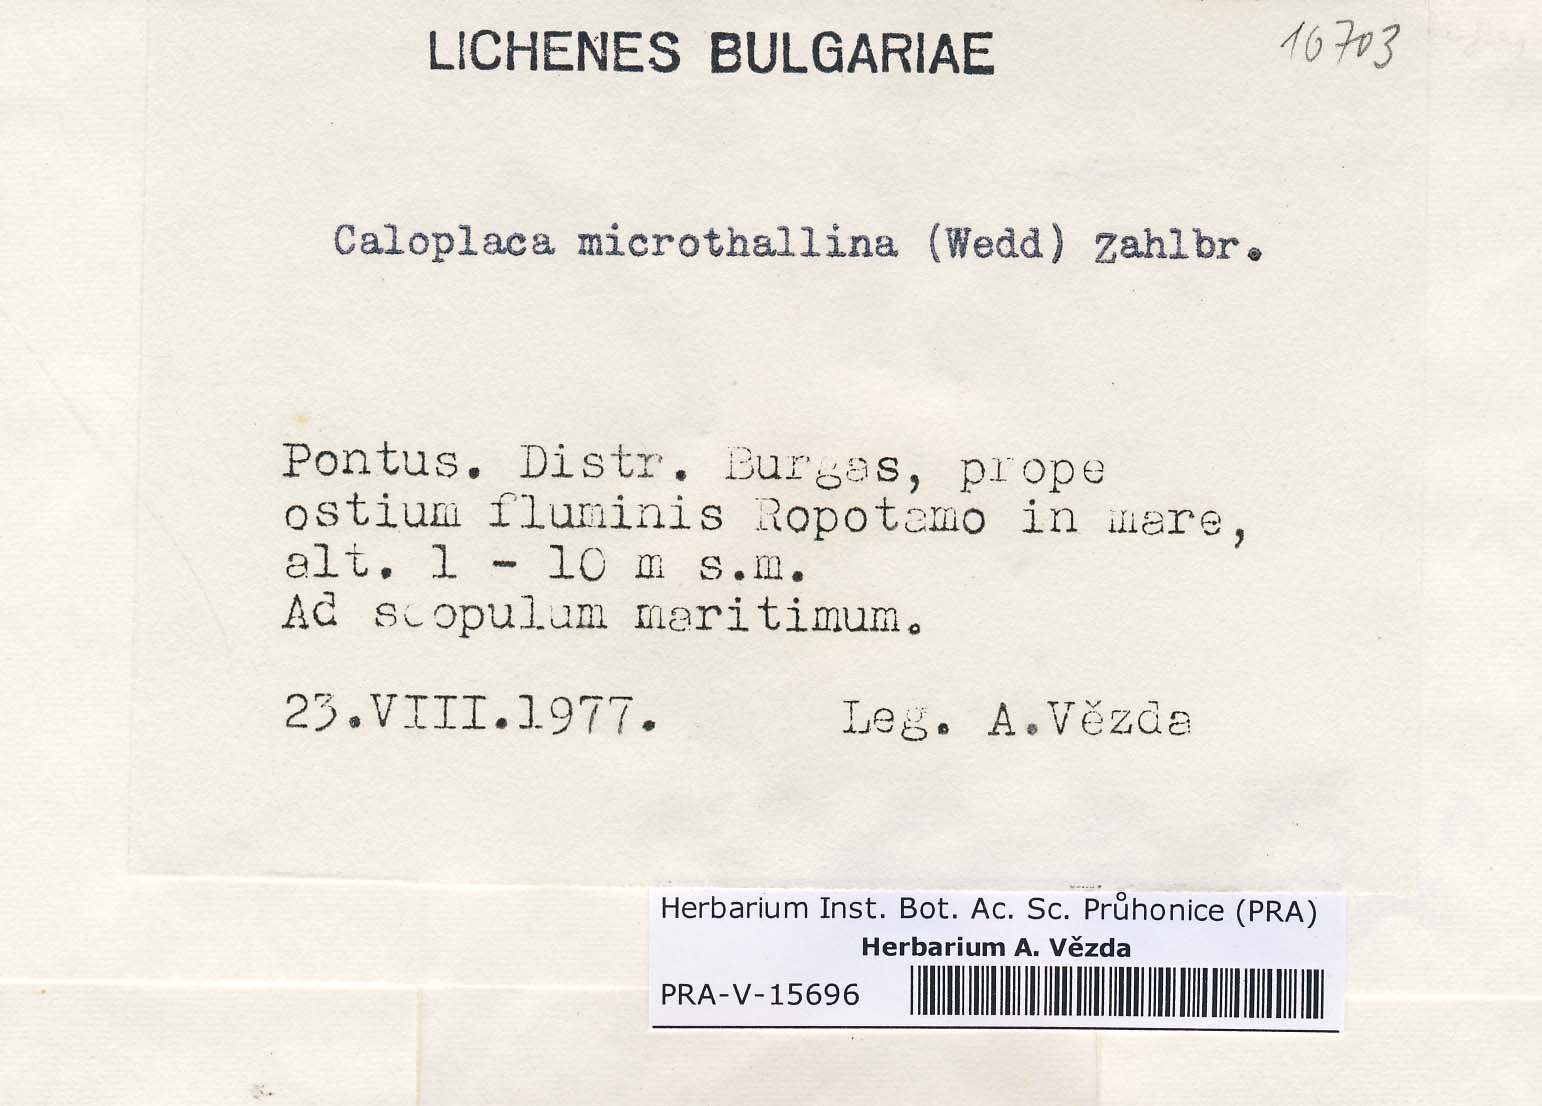 LICHENES BULGARIAE
10703
Caloplaca microthallina (Wedd) Zahlbr.
Pontus. Distr. Burgas, prope
ostium fluminis Ropotamo in mare,
alt. 1 - 10 m s.m.
Ad scopulum maritimum.
23.VIII.1977. Leg. A.Vězda
Herbarium Inst. Bot. Ac. Sc. Průhonice (PRA)
Herbarium A. Vězda
PRA-V-15696